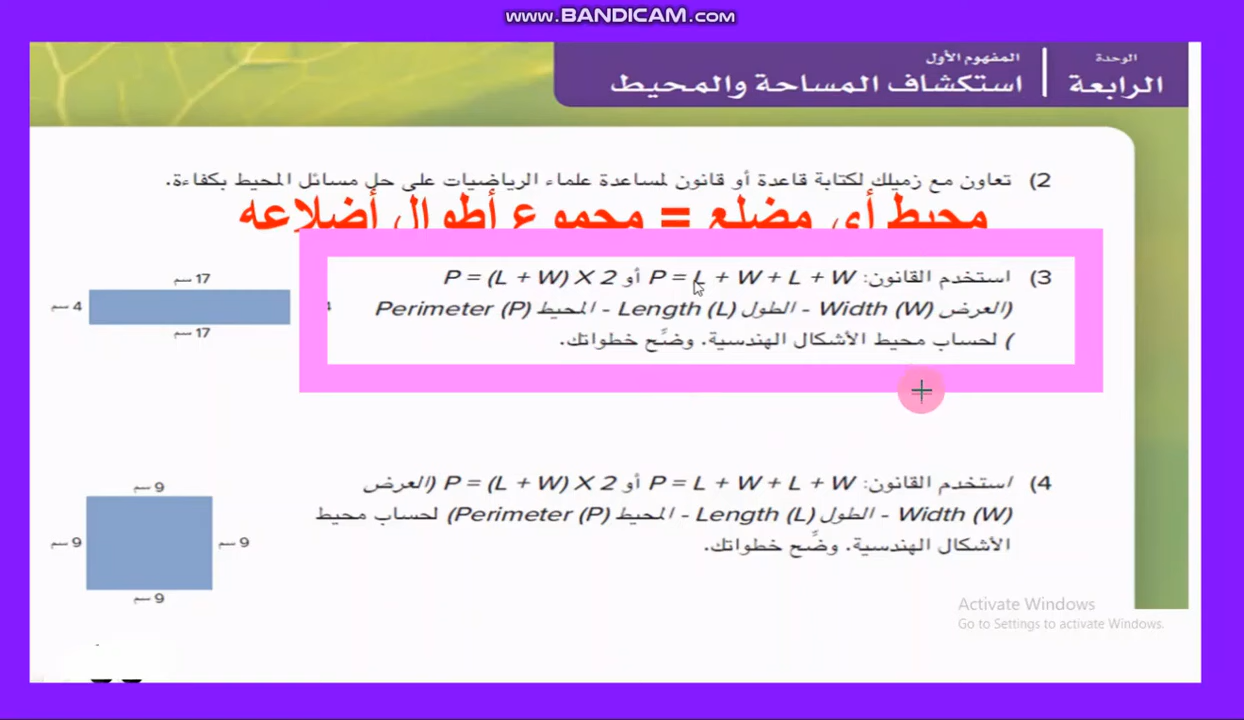 www.BANDICAM.com
الوحدة
الرابعة
المفهوم الأول
استكشاف المساحة والمحيط
2) تعاون مع زميلك لكتابة قاعدة أو قانون لمساعدة علماء الرياضيات على حل مسائل المحيط بكفاءة.
محيط أي مضلع = مجموع أطوال أضلاعه
3) استخدم القانون: P = L + W + L + W أو P = (L + W) X 2
(العرض Width (W) - الطول Length (L) - المحيط Perimeter (P)
) لحساب محيط الأشكال الهندسية. وضِّح خطواتك.
17 سم
4 سم
4
17 سم
4) استخدم القانون: P = L + W + L + W أو P = (L + W) X 2 (العرض
Width (W) - الطول Length (L) - المحيط Perimeter (P)) لحساب محيط
الأشكال الهندسية. وضِّح خطواتك.
9 سم
9 سم
9 سم
9 سم
Activate Windows
Go to Settings to activate Windows.